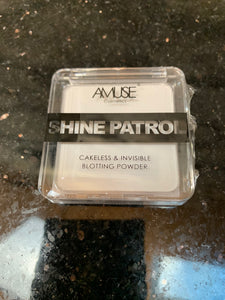 AMUSE
SHINE PATROL
CAKELESS & INVISIBLE
BLOTTING POWDER